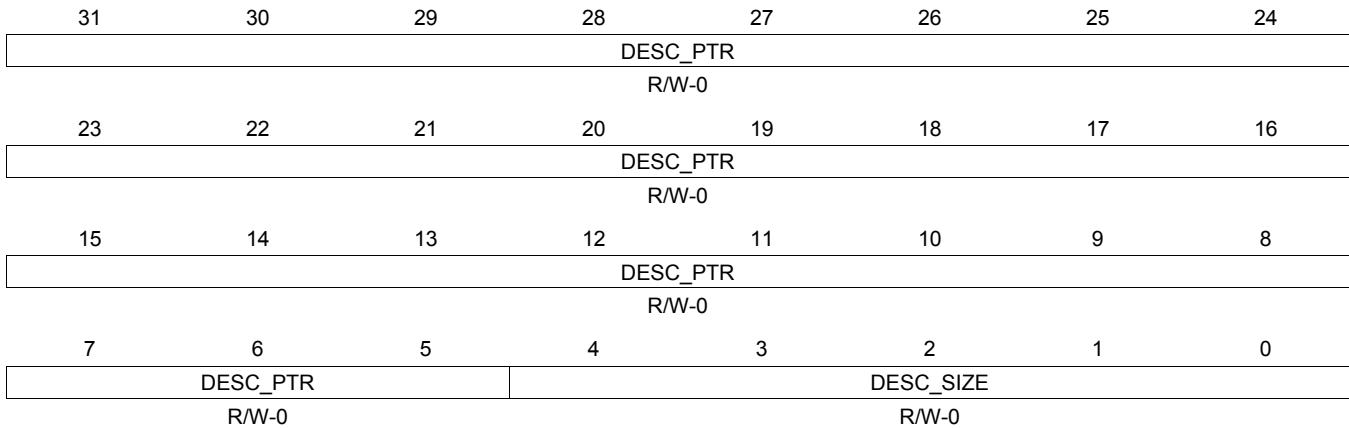 31 30 29 28 27 26 25 24
DESC_PTR
R/W-0
23 22 21 20 19 18 17 16
DESC_PTR
R/W-0
15 14 13 12 11 10 9 8
DESC_PTR
R/W-0
7 6 5 4 3 2 1 0
DESC_PTR DESC_SIZE
R/W-0 R/W-0